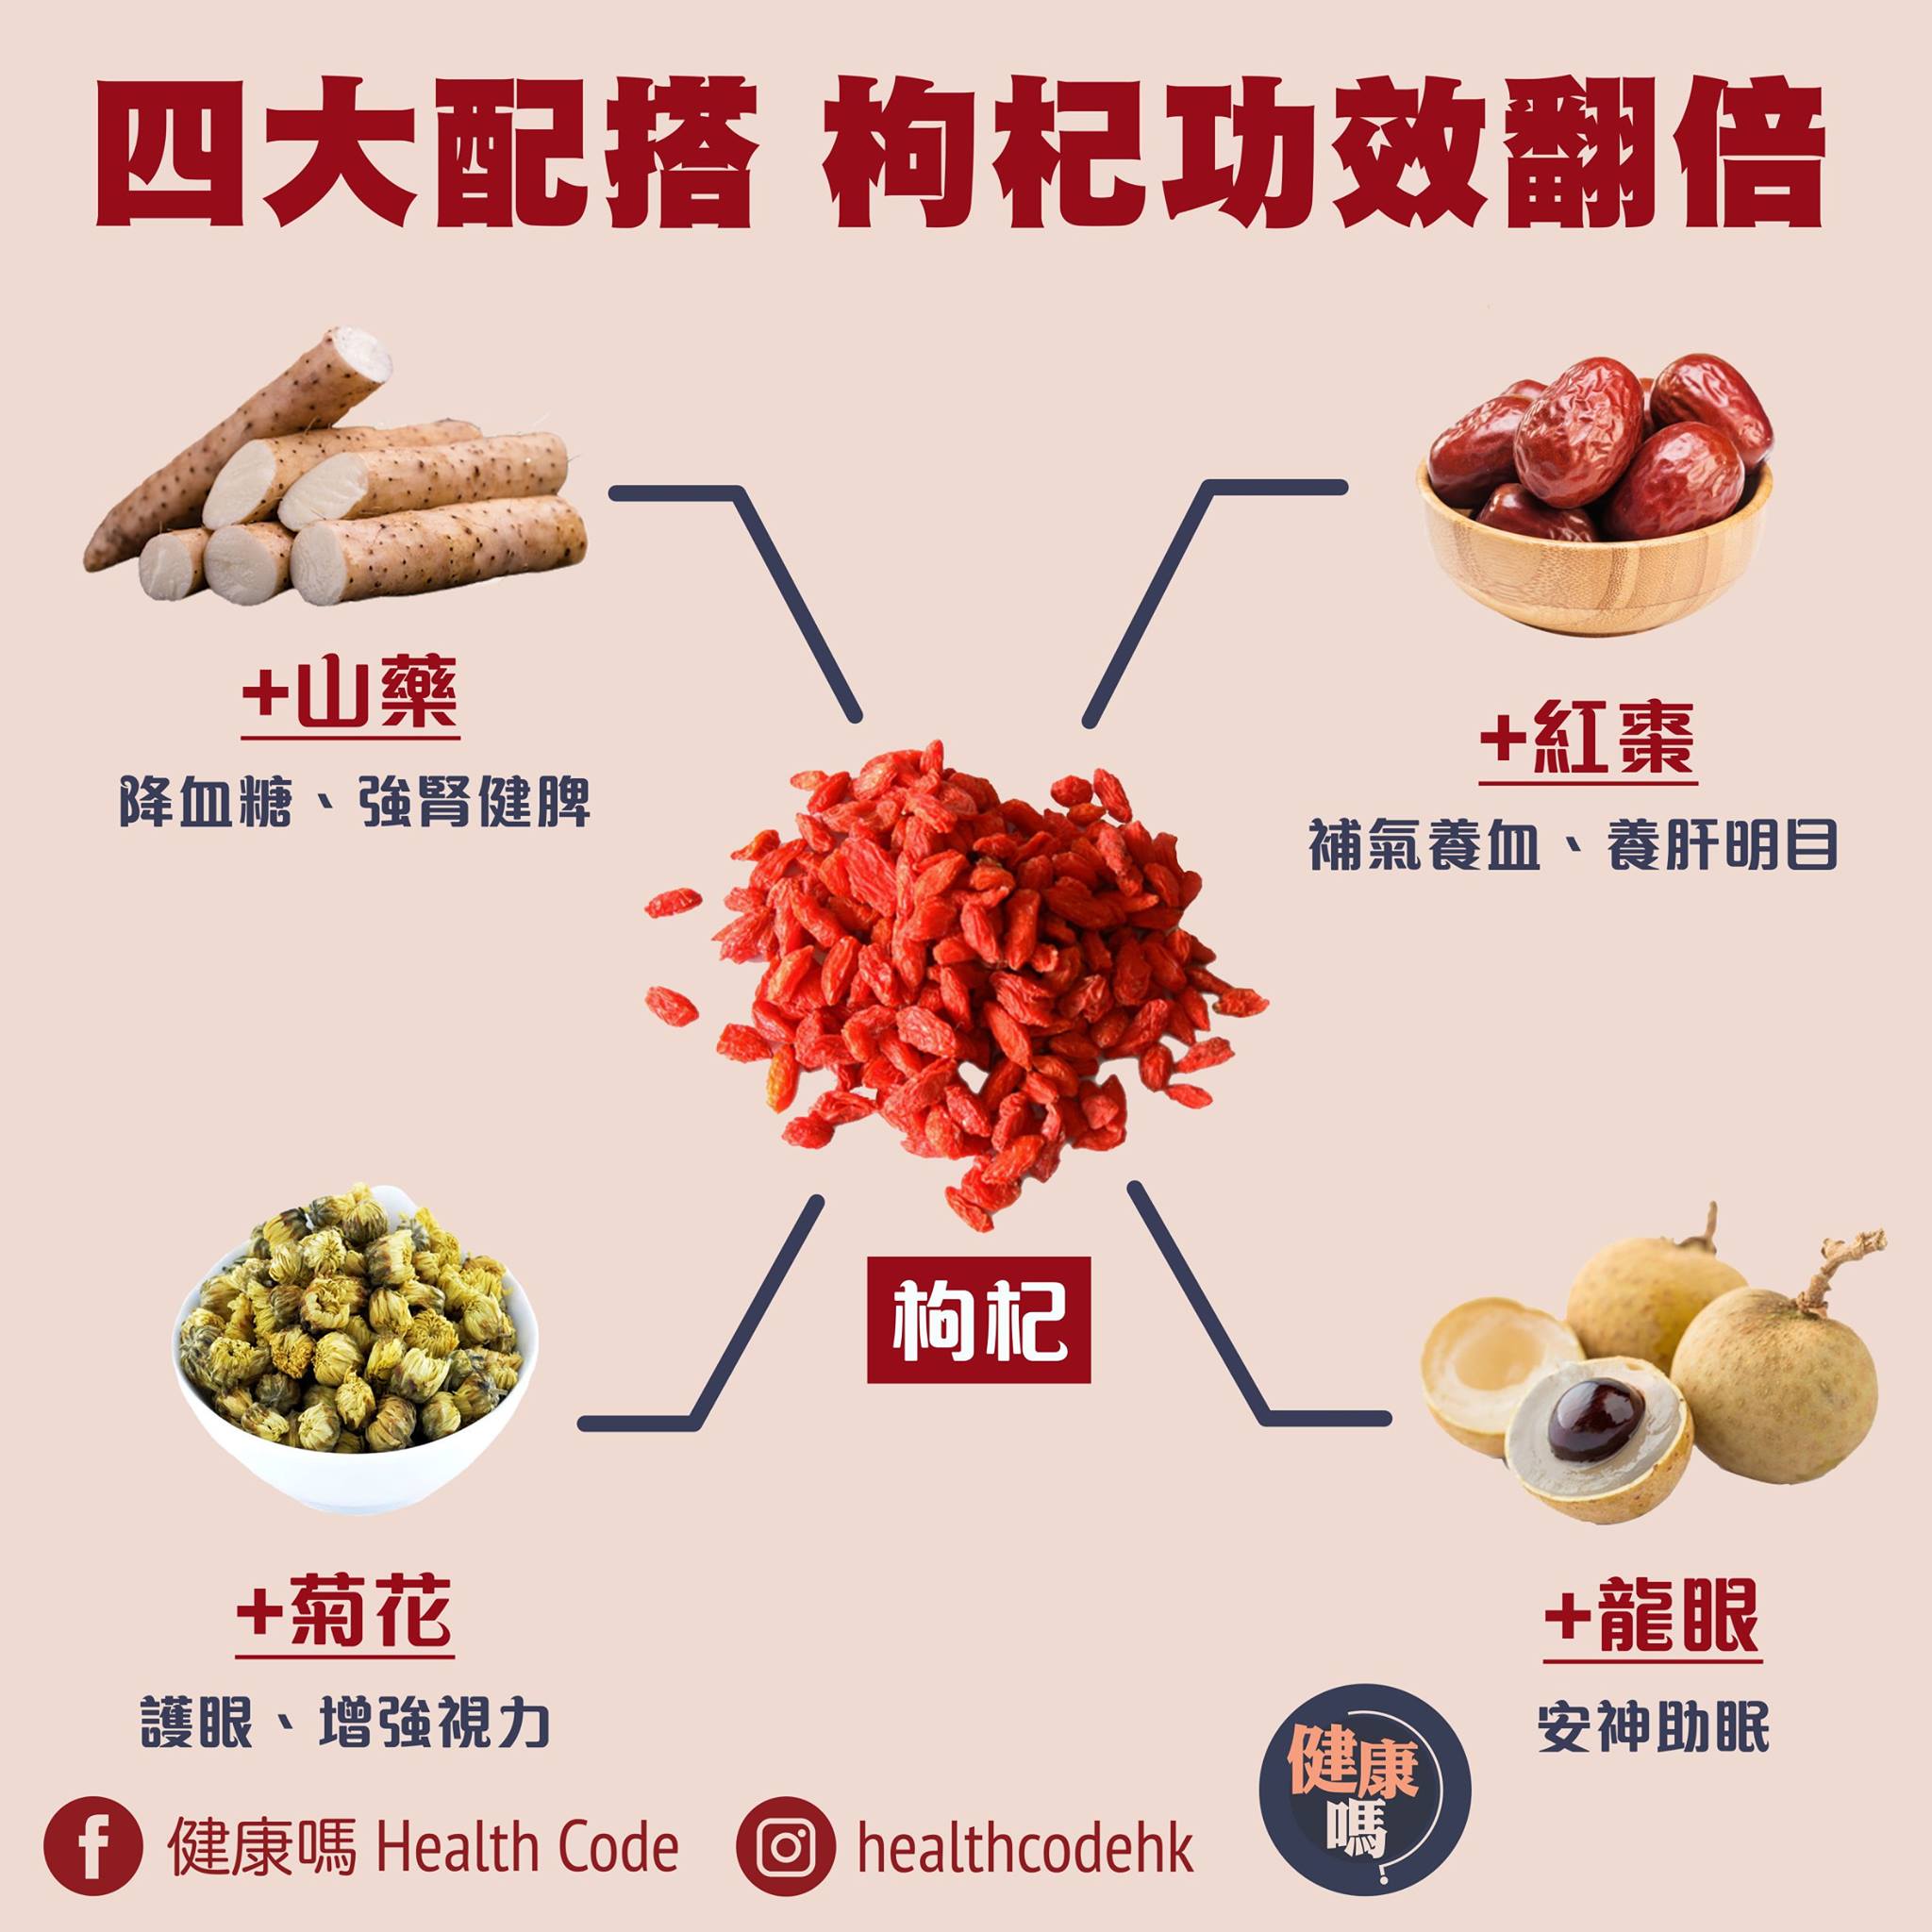 四大配搭 枸杞功效翻倍
+山藥
降血糖、強腎健脾
+紅棗
補氣養血、養肝明目
枸杞
+菊花
護眼、增強視力
+龍眼
安神助眠
健康嗎 Health Code
healthcodehk
健康
嗎?